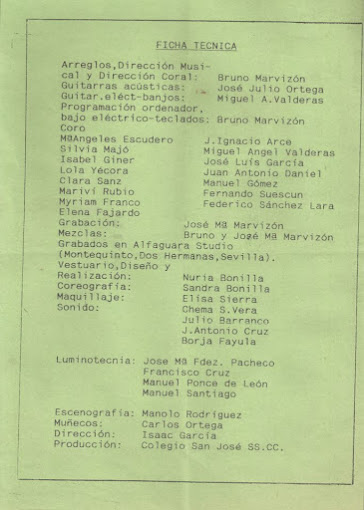 FICHA TECNICA
Arreglos,Dirección Musi-
cal y Dirección Coral: Bruno Marvizón
Guitarras acústicas: José Julio Ortega
Guitar.eléct-banjos: Miguel A.Valderas
Programación ordenador,
bajo eléctrico-teclados: Bruno Marvizón
Coro
MªAngeles Escudero J.Ignacio Arce
Silvia Majó Miguel Angel Valderas
Isabel Giner José Luís García
Lola Yécora Juan Antonio Daniel
Clara Sanz Manuel Gómez
Mariví Rubio Fernando Suescun
Myriam Franco Federico Sánchez Lara
Elena Fajardo
Grabación: José Mª Marvizón
Mezclas: Bruno y José Mª Marvizón
Grabados en Alfaguara Studio
(Montequinto,Dos Hermanas,Sevilla).
Vestuario,Diseño y
Realización: Nuria Bonilla
Coreografía: Sandra Bonilla
Maquillaje: Elisa Sierra
Sonido: Chema S.Vera
Julio Barranco
J.Antonio Cruz
Borja Fayula
Luminotecnia: Jose Mª Fdez. Pacheco
Francisco Cruz
Manuel Ponce de León
Manuel Santiago
Escenografía: Manolo Rodríguez
Muñecos: Carlos Ortega
Dirección: Isaac García
Producción: Colegio San José SS.CC.